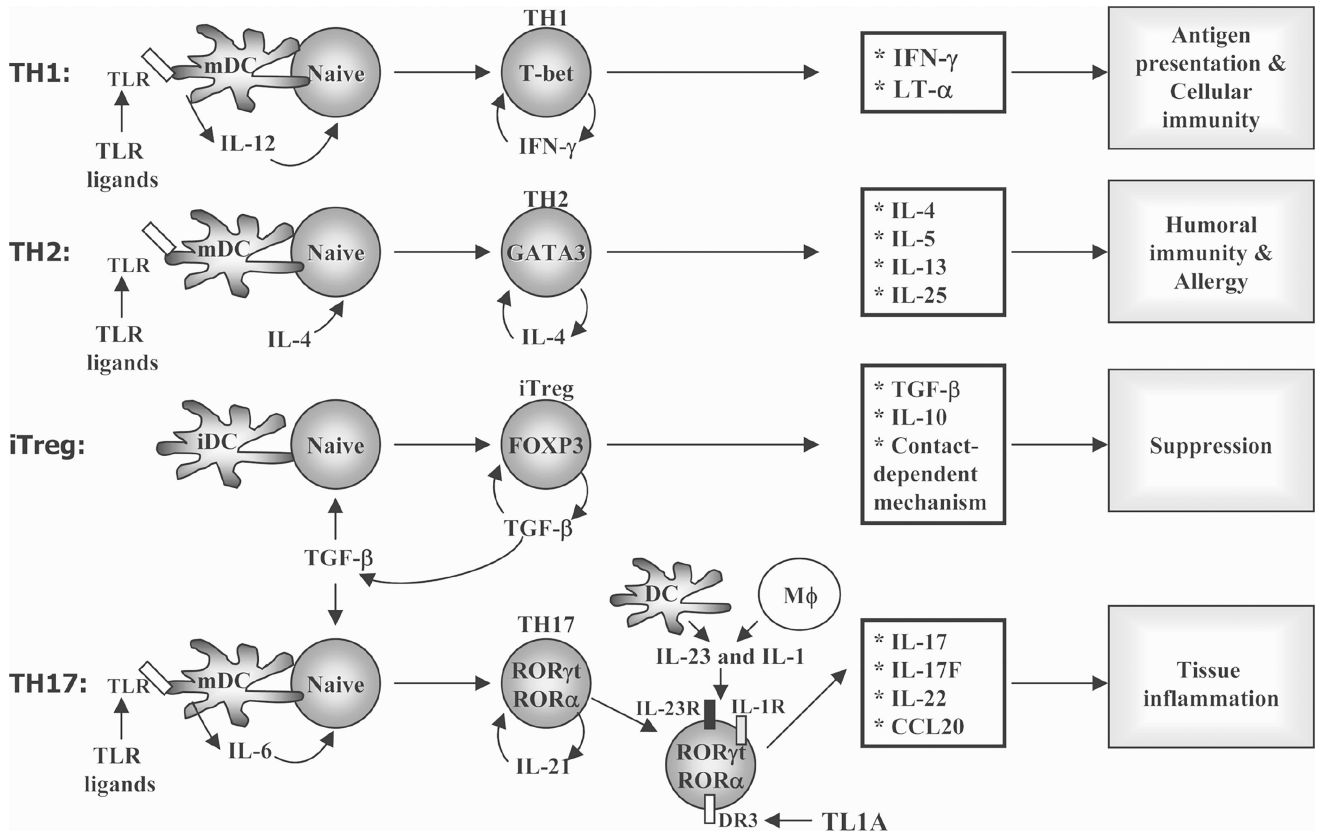 TH1:
TLR
TLR
ligands
mDC
Naive
IL-12
TH1
T-bet
IFN-γ
* IFN-γ
* LT-α
Antigen
presentation &
Cellular
immunity
TH2:
TLR
TLR
ligands
mDC
Naive
IL-4
TH2
GATA3
IL-4
* IL-4
* IL-5
* IL-13
* IL-25
Humoral
immunity &
Allergy
iTreg:
iDC
Naive
TGF-β
iTreg
FOXP3
TGF-β
* TGF-β
* IL-10
* Contact-
dependent
mechanism
Suppression
TH17:
TLR
TLR
ligands
mDC
Naive
IL-6
TH17
RORγt
RORα
IL-21
DC
Mϕ
IL-23 and IL-1
IL-23R
IL-1R
RORγt
RORα
DR3
TL1A
* IL-17
* IL-17F
* IL-22
* CCL20
Tissue
inflammation